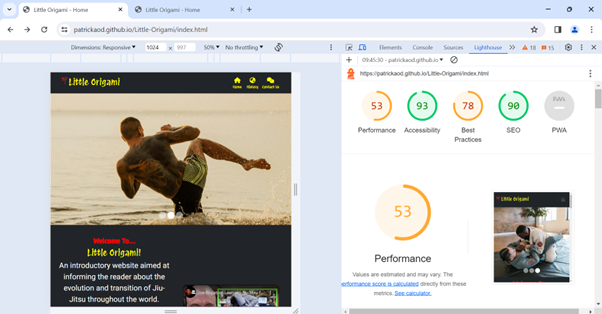 Little Origami - Home
Little Origami - Home
patrickaod.github.io/Little-Origami/index.html
Dimensions: Responsive
1024
×
997
50%
No throttling
Elements
Console
Sources
Lighthouse
18
15
09:45:30 - patrickaod.github.io
https://patrickaod.github.io/Little-Origami/index.html
Little Origami
Home
History
Contact Us
Welcome To....
Little Origami!
An introductory website aimed at
informing the reader about the
evolution and transition of Jiu-
Jitsu throughout the world.
53
93
78
90
PWA
Performance
Accessibility
Best
Practices
SEO
PWA
53
Performance
Values are estimated and may vary. The
performance score is calculated directly from these
metrics. See calculator.
Little Origami